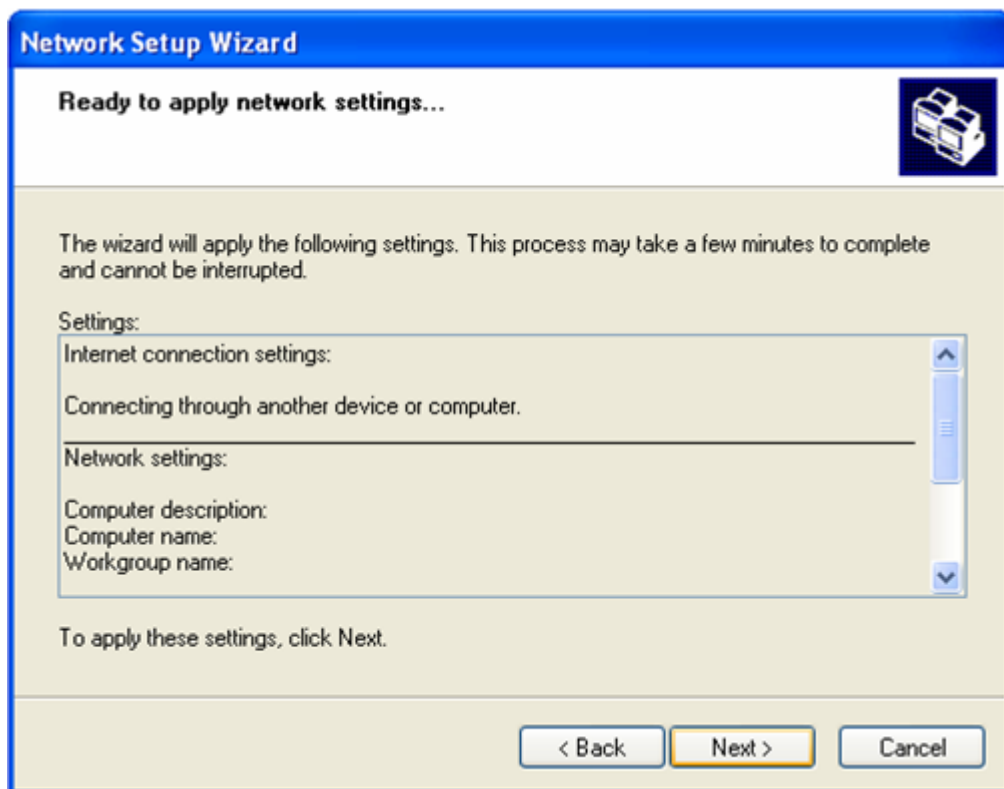 Network Setup Wizard
Ready to apply network settings...
The wizard will apply the following settings. This process may take a few minutes to complete
and cannot be interrupted.
Settings:
Internet connection settings:
Connecting through another device or computer.
Network settings:
Computer description:
Computer name:
Workgroup name:
To apply these settings, click Next.
< Back
Next >
Cancel